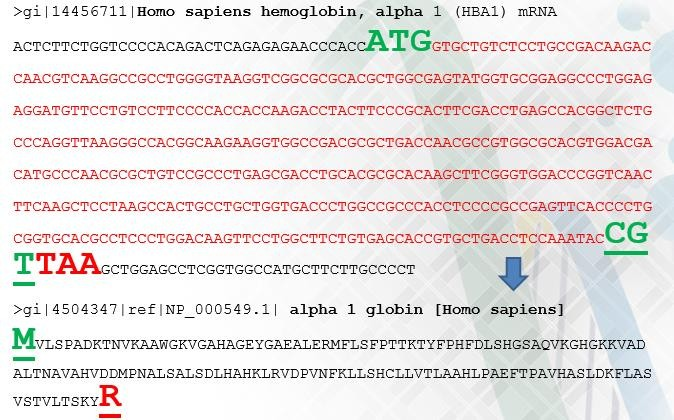 >gi|14456711|Homo sapiens hemoglobin, alpha 1 (HBA1) mRNA
ACTCTTCTGGTCCCCACAGACTCAGAGAGAACCCACCATGGTGCTGTCTCCTGCCGACAAGAC
CAACGTCAAGGCCGCCTGGGGTAAGGTCGGCGCGCACGCTGGCGAGTATGGTGCGGAGGCCCTGGAG
AGGATGTTCCTGTCCTTCCCCACCACCAAGACCTACTTCCCGCACTTCGACCTGAGCCACGGCTCTG
CCCAGGTTAAGGGCCACGGCAAGAAGGTGGCCGACGCGCTGACCAACGCCGTGGCGCACGTGGACGA
CATGCCCAACGCGCTGTCCGCCCTGAGCGACCTGCACGCGCACAAGCTTCGGGTGGACCCGGTCAAC
TTCAAGCTCCTAAGCCACTGCCTGCTGGTGACCCTGGCCGCCCACCTCCCCGCCGAGTTCACCCCTG
CGGTGCACGCCTCCCTGGACAAGTTCCTGGCTTCTGTGAGCACCGTGCTGACCTCCAAATACCG
TTAAGCTGGAGCCTCGGTGGCCATGCTTCTTGCCCCT
>gi|4504347|ref|NP_000549.1| alpha 1 globin [Homo sapiens]
MVLSPADKTNVKAAWGKVGAHAGEYGAEALERMFLSFPTTKTYFPHFDLSHGSAQVKGHGKKVAD
ALTNAVAHVDDMPNALSALSDLHAHKLRVDPVNFKLLSHCLLVTLAAHLPAEFTPAVHASLDKFLAS
VSTVLTSKYR